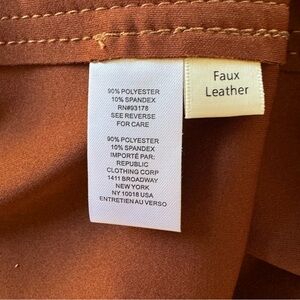 90% POLYESTER
10% SPANDEX
RN#93178
SEE REVERSE
FOR CARE
90% POLYESTER
10% SPANDEX
IMPORTÉ PAR:
REPUBLIC
CLOTHING CORP
1411 BROADWAY
NEW YORK
NY 10018 USA
ENTRETIEN AU VERSO
Faux
Leather